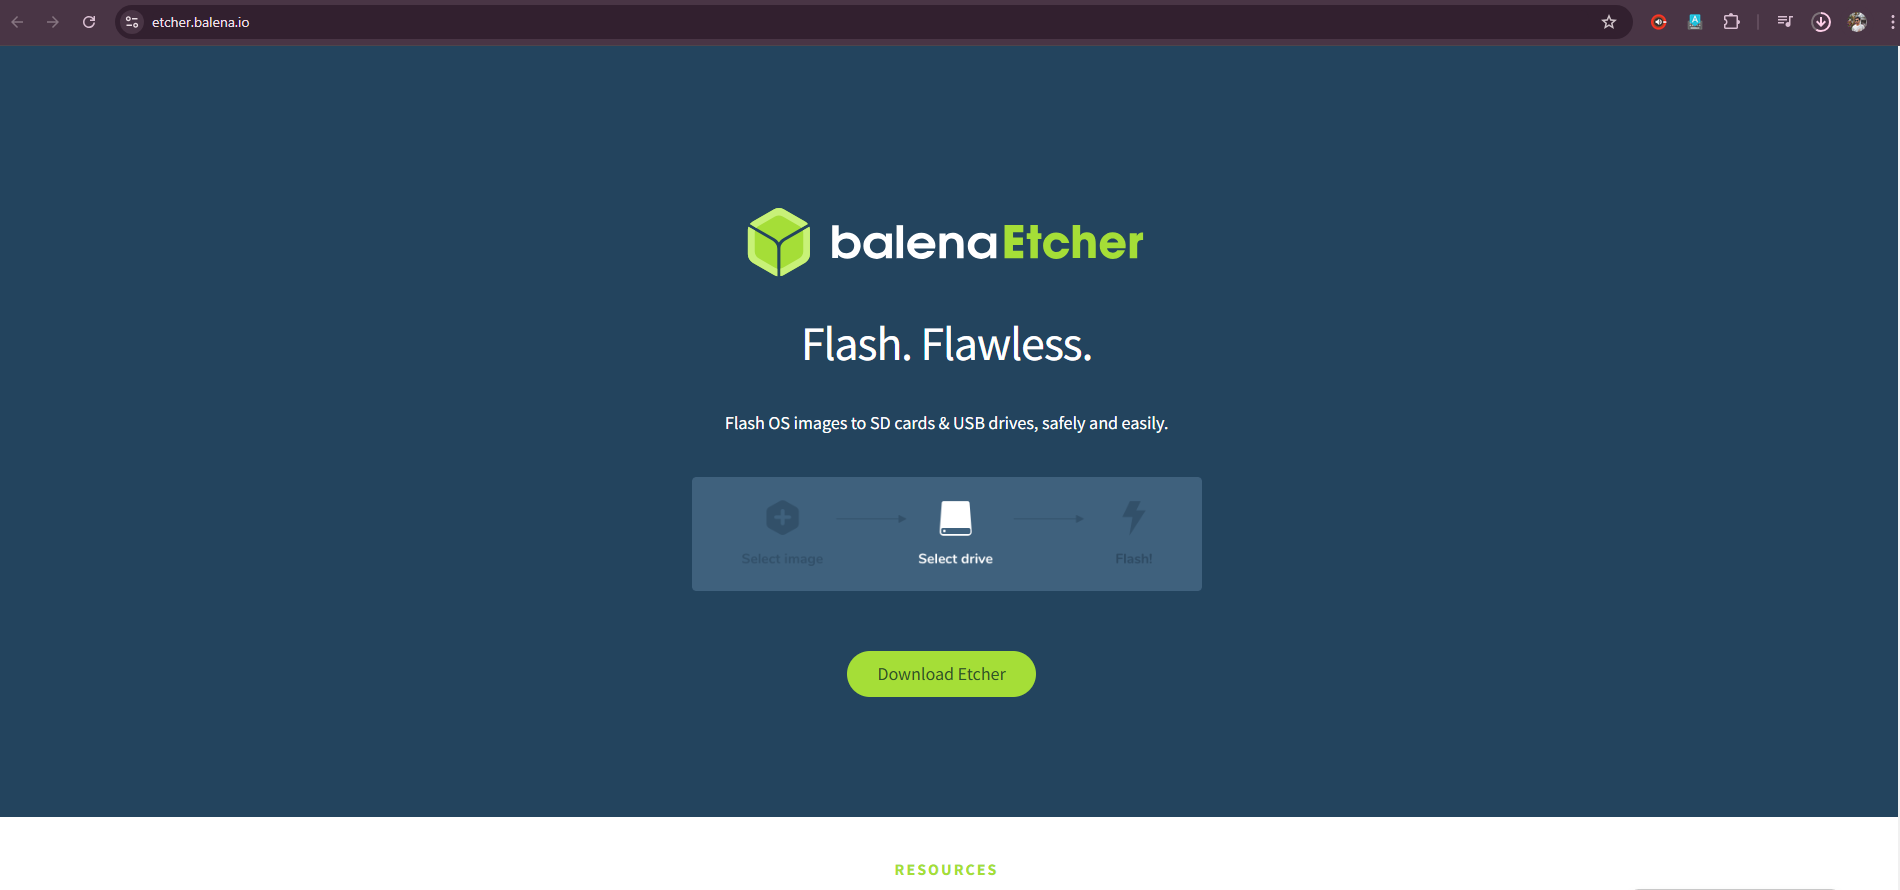 etcher.balena.io
balenaEtcher
Flash. Flawless.
Flash OS images to SD cards & USB drives, safely and easily.
Select image
Select drive
Flash!
Download Etcher
RESOURCES